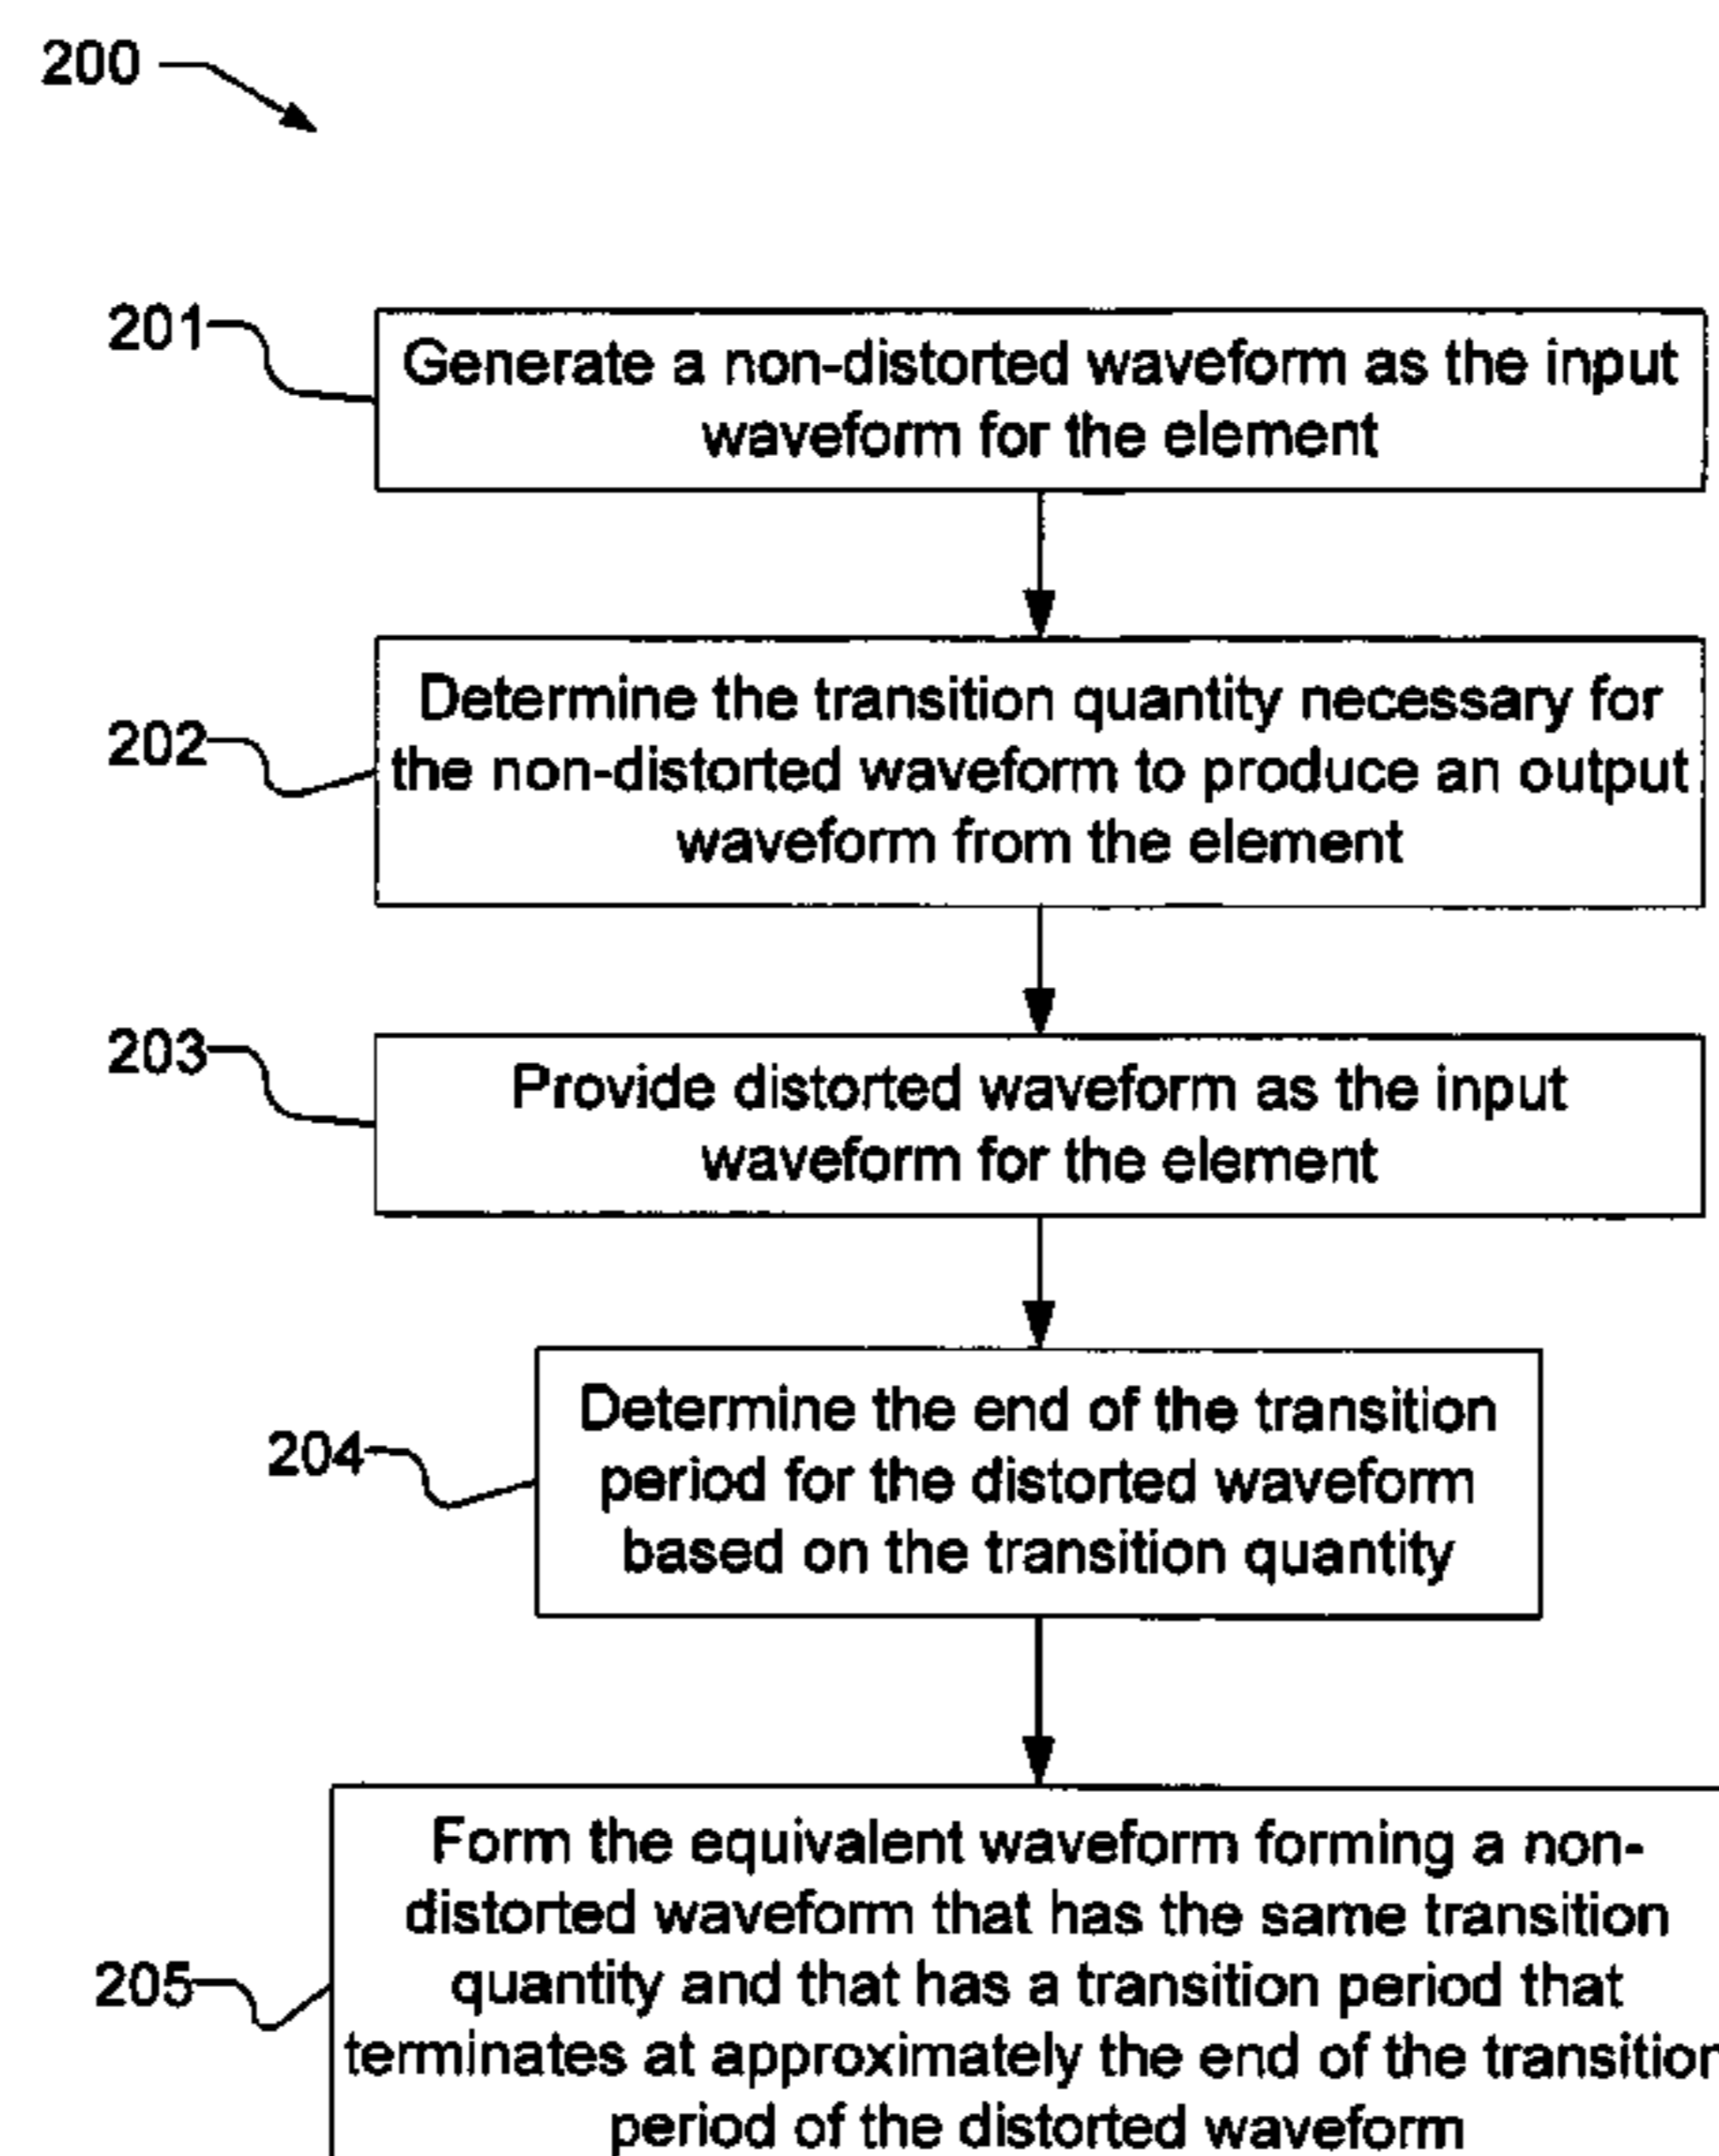 200
201
Generate a non-distorted waveform as the input
waveform for the element
202
Determine the transition quantity necessary for
the non-distorted waveform to produce an output
waveform from the element
203
Provide distorted waveform as the input
waveform for the element
204
Determine the end of the transition
period for the distorted waveform
based on the transition quantity
205
Form the equivalent waveform forming a non-
distorted waveform that has the same transition
quantity and that has a transition period that
terminates at approximately the end of the transition
period of the distorted waveform